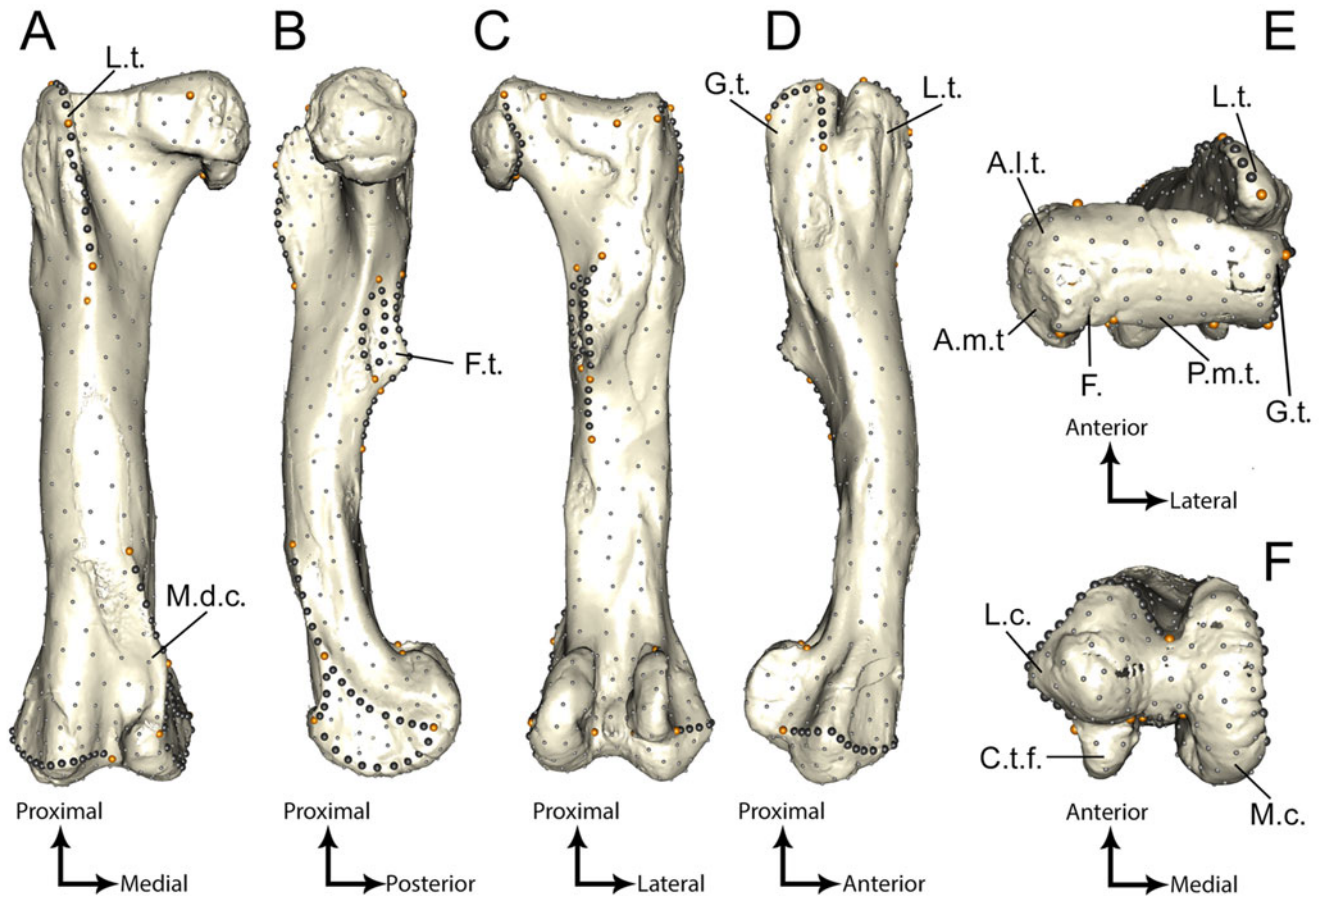 A
B
C
D
E
L.t.
G.t.
L.t.
L.t.
A.l.t.
A.m.t
F.
P.m.t.
G.t.
F.t.
Anterior
Lateral
M.d.c.
F
L.c.
C.t.f.
M.c.
Proximal
Medial
Proximal
Posterior
Proximal
Lateral
Proximal
Anterior
Anterior
Medial